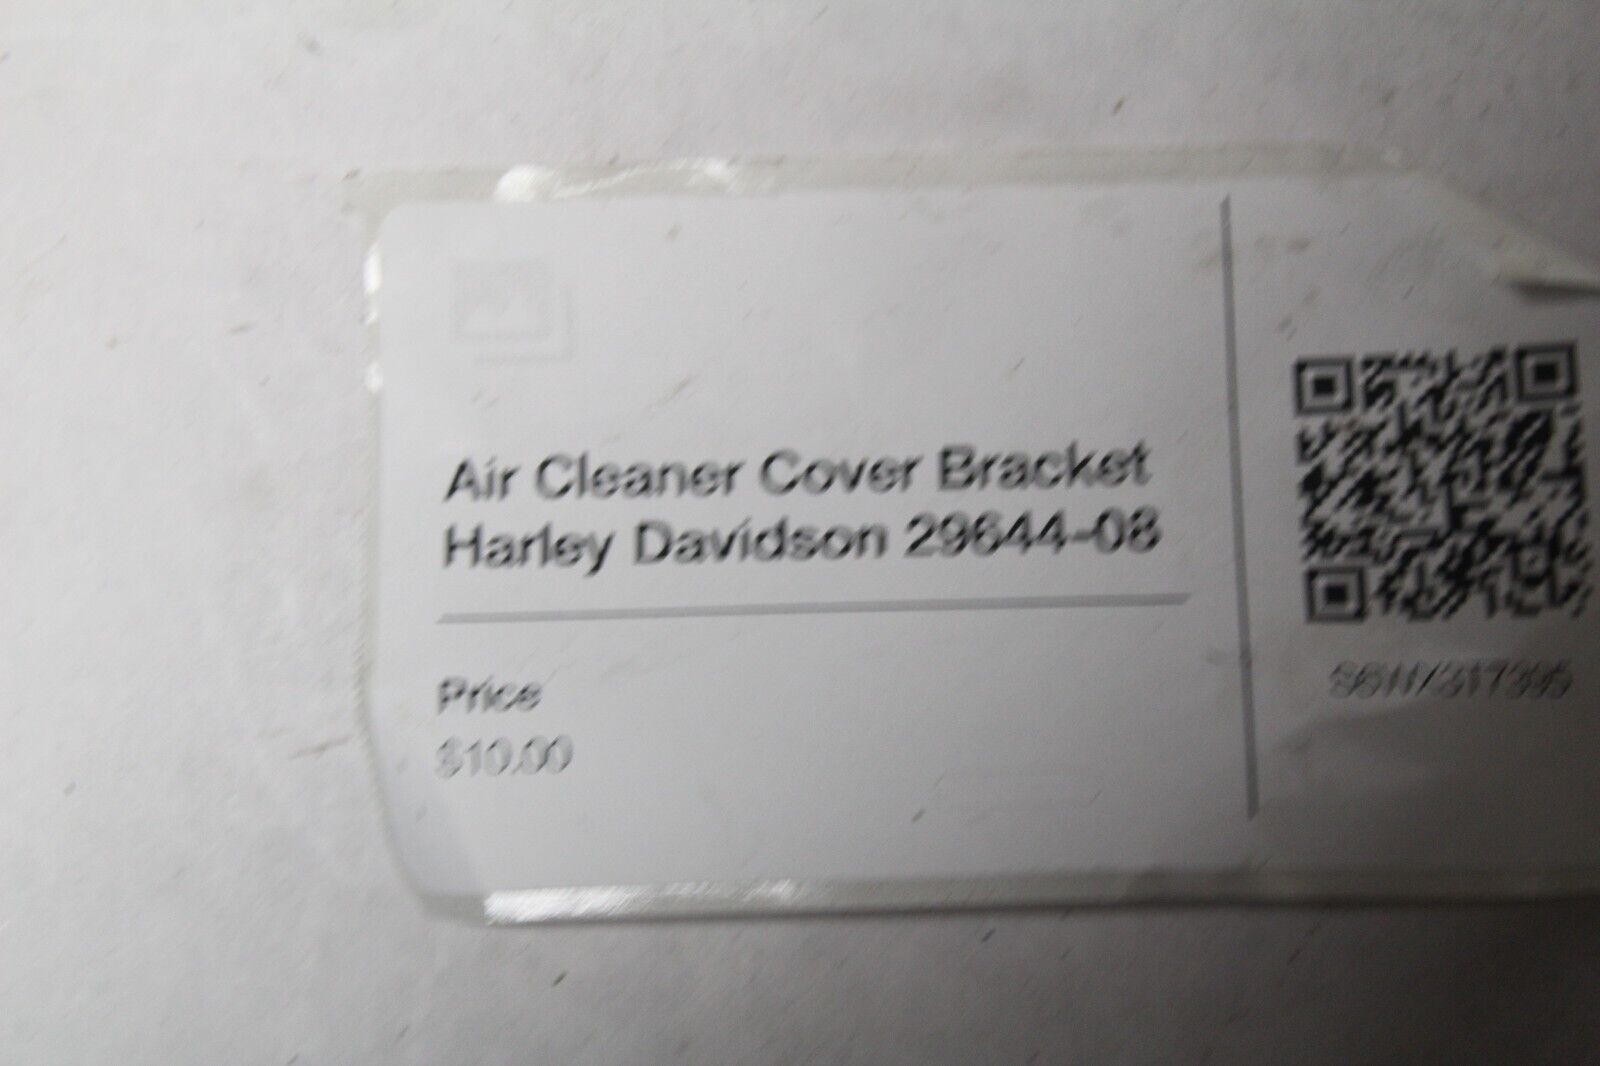 Air Cleaner Cover Bracket
Harley Davidson 29644-08
Price
$10.00